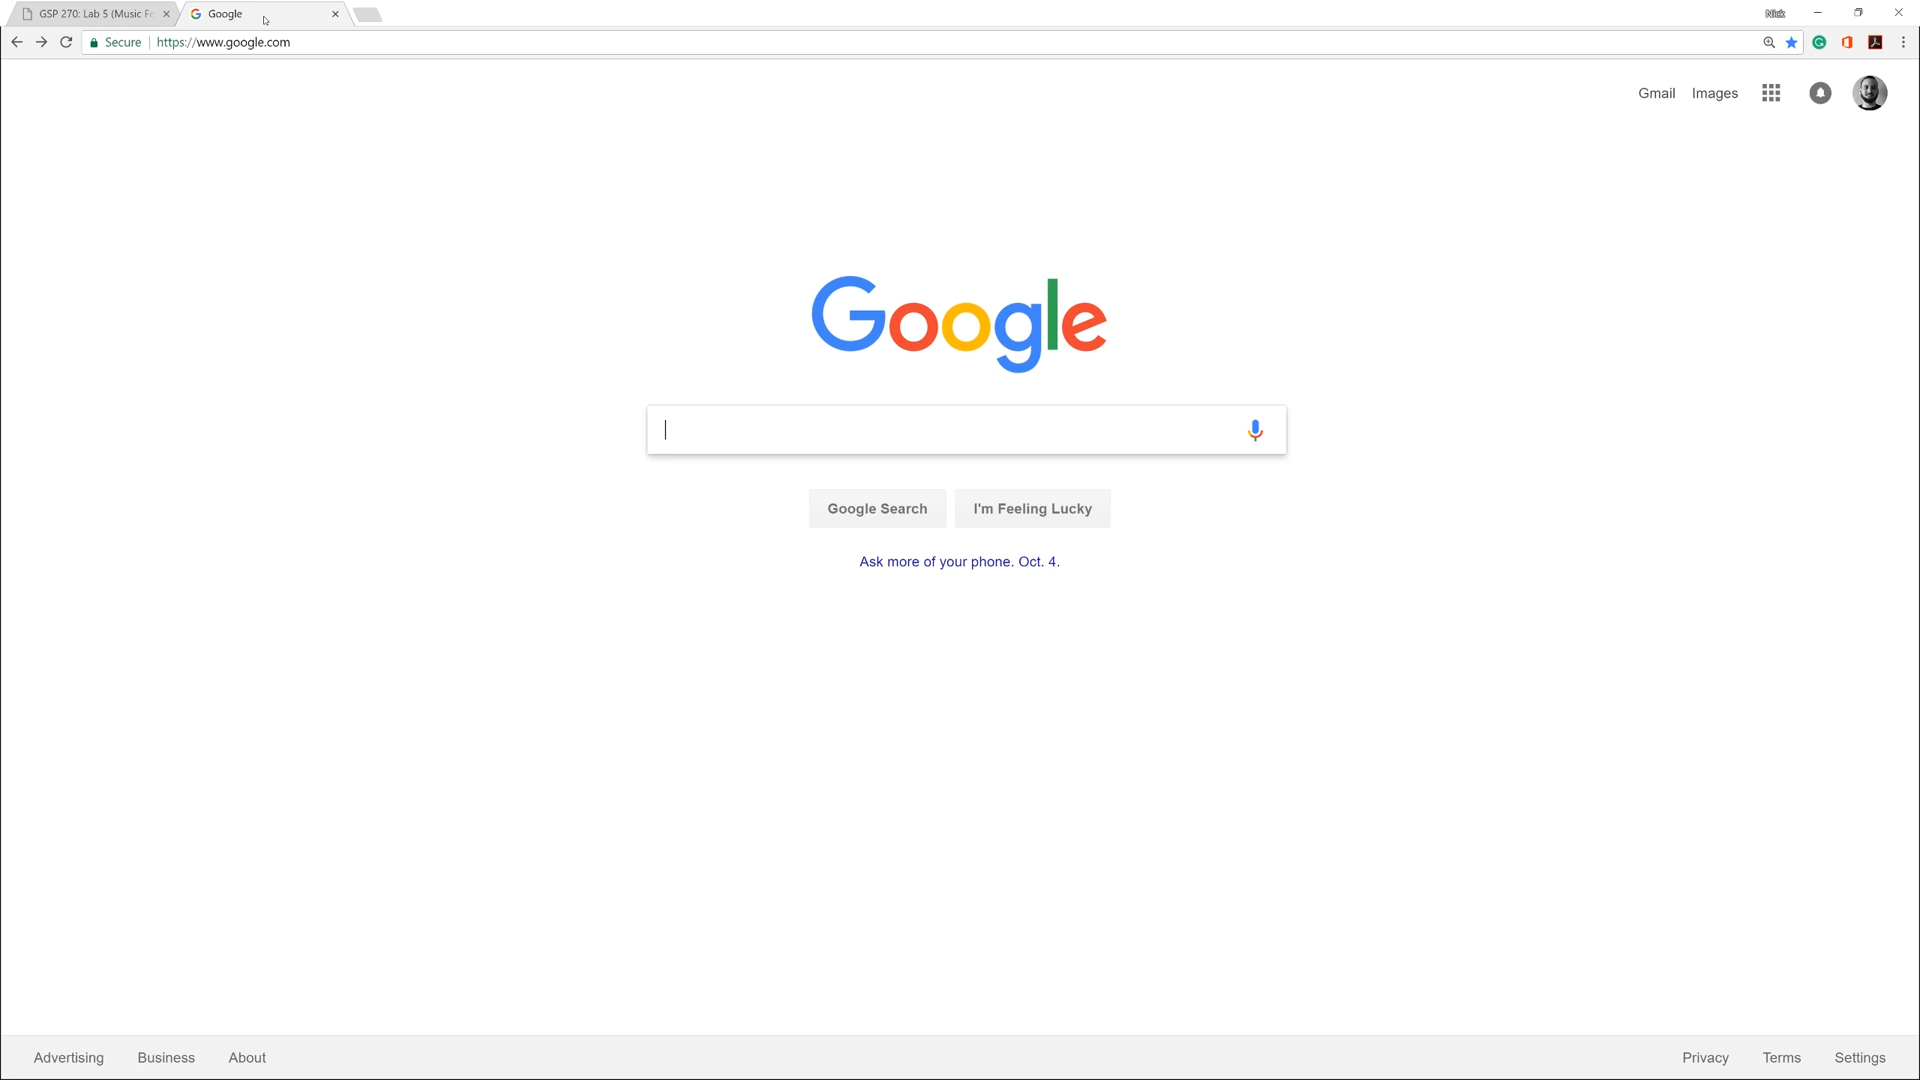 GSP 270: Lab 5 (Music Fe
Google
Nick
Secure
https://www.google.com
Gmail
Images
Google
Google Search
I'm Feeling Lucky
Ask more of your phone. Oct. 4.
Advertising
Business
About
Privacy
Terms
Settings